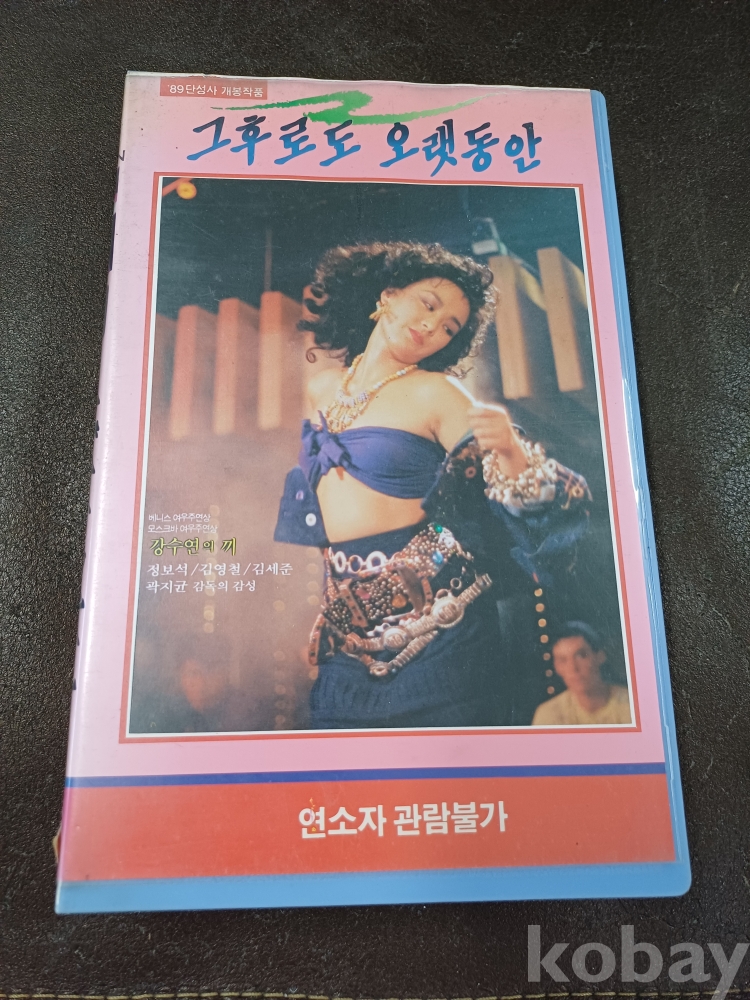 '89 단성사 개봉작품
그후로도 오랫동안
베니스 여우주연상
모스크바 여우주연상
강수연의 끼
정보석/김영철/김세준
곽지균 감독의 감성
연소자 관람불가
kobay